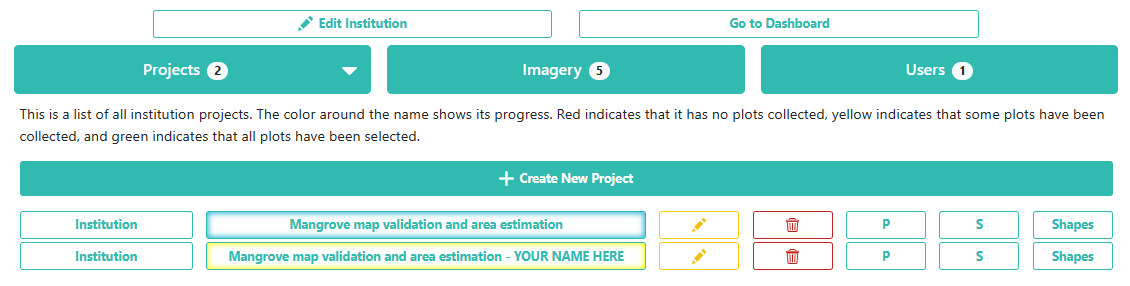 Edit Institution
Go to Dashboard
Projects 2
Imagery 5
Users 1
This is a list of all institution projects. The color around the name shows its progress. Red indicates that it has no plots collected, yellow indicates that some plots have been
collected, and green indicates that all plots have been selected.
Create New Project
Institution Mangrove map validation and area estimation P S Shapes
Institution Mangrove map validation and area estimation - YOUR NAME HERE P S Shapes